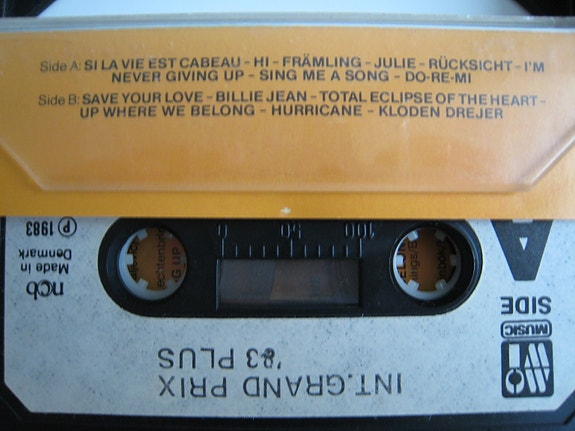 Side A: SI LA VIE EST CABEAU - HI - FRÄMLING - JULIE - RÜCKSICHT - I'M
NEVER GIVING UP - SING ME A SONG - DO-RE-MI
Side B: SAVE YOUR LOVE - BILLIE JEAN - TOTAL ECLIPSE OF THE HEART -
UP WHERE WE BELONG - HURRICANE - KLODEN DREJER
Ⓟ 1983
Made in
Denmark
ncb
0 50 100
G UP
A
SIDE
MUSIC
INT. GRAND PRIX
'83 PLUS